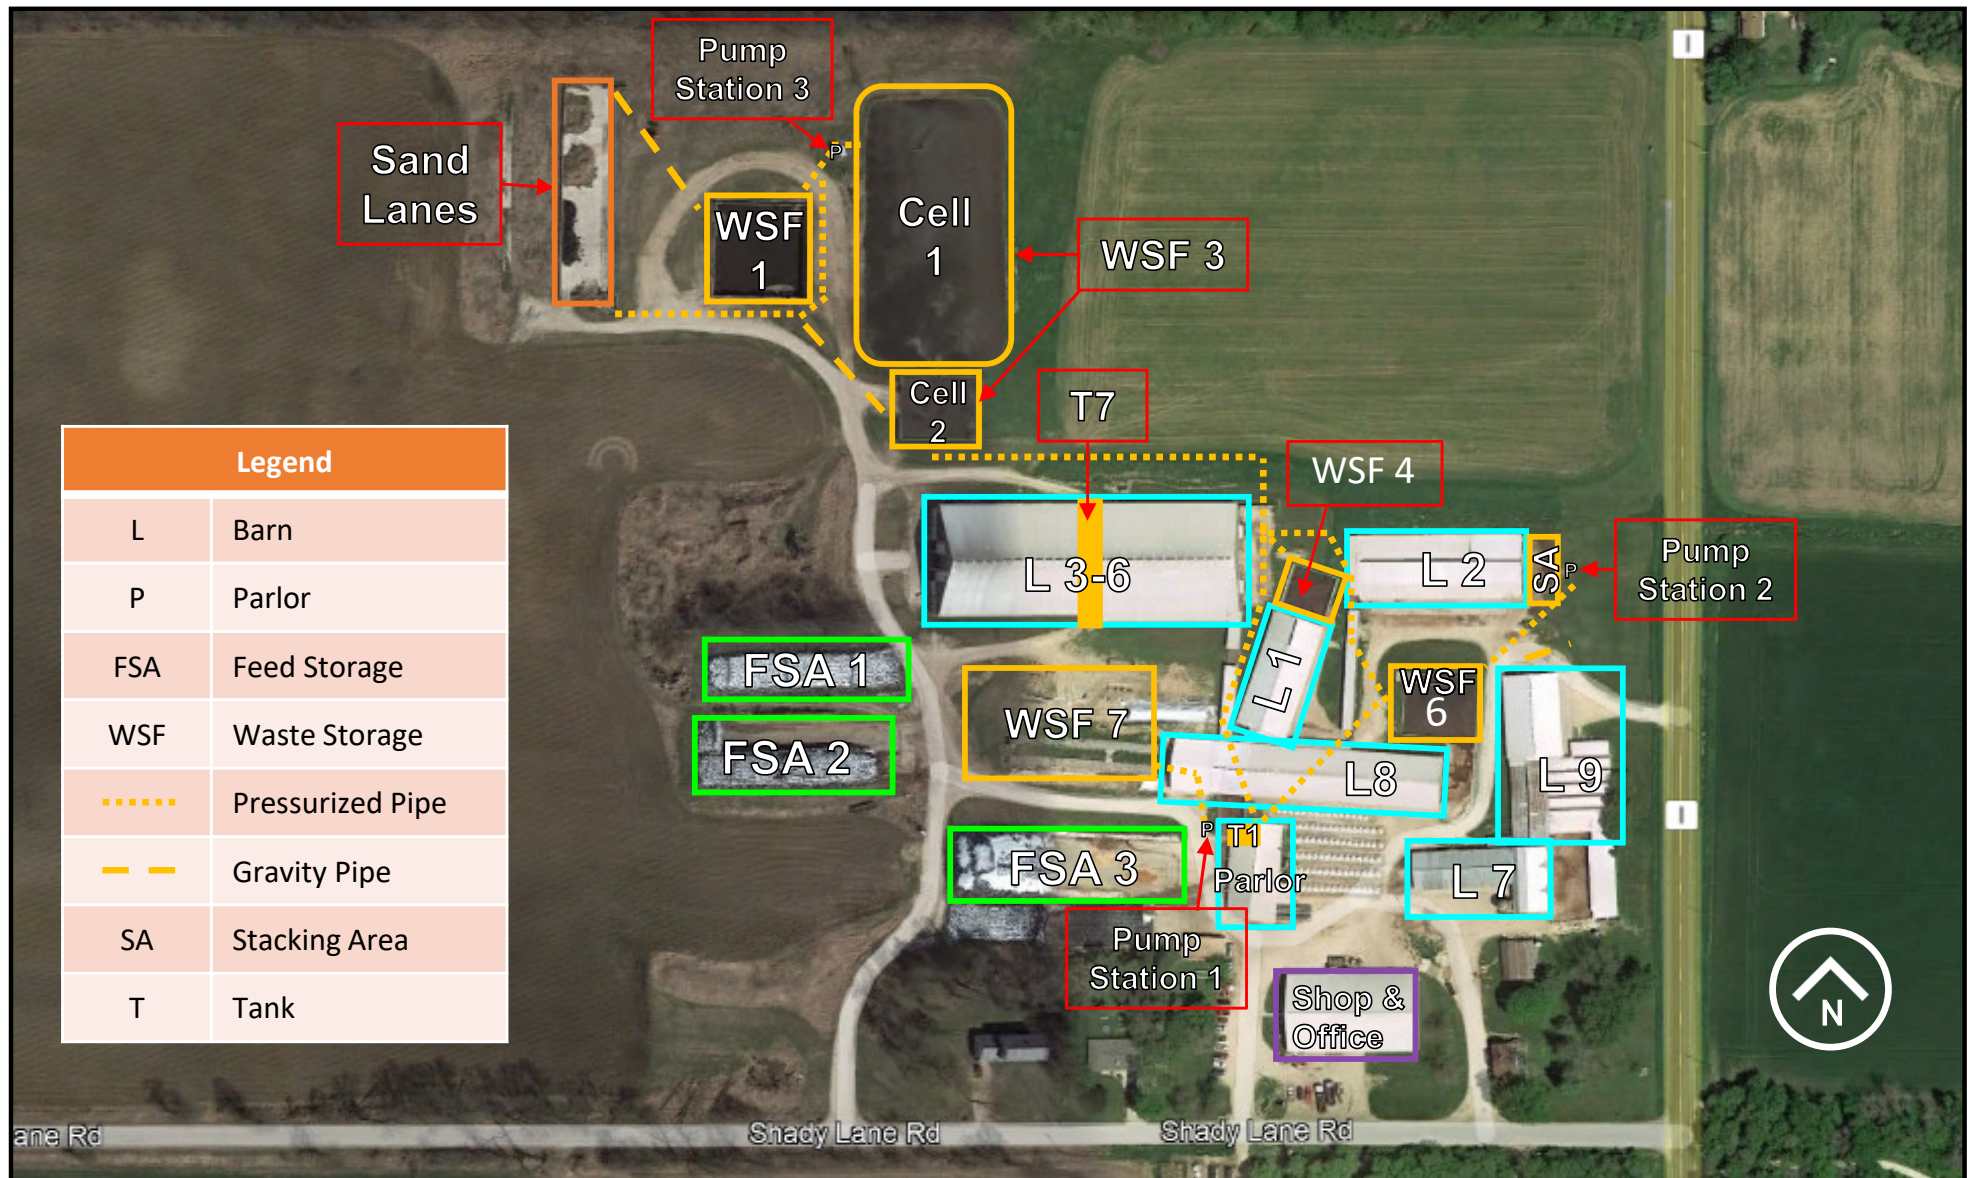 Pump
Station 3
P
Sand
Lanes
WSF
1
Cell
1
WSF 3
Cell
2
T7
WSF 4
L 3-6
L 2
SA
P
Pump
Station 2
Legend
L Barn
P Parlor
FSA Feed Storage
WSF Waste Storage
Pressurized Pipe
Gravity Pipe
SA Stacking Area
T Tank
FSA 1
FSA 2
WSF 7
L 1
WSF
6
L8
L 9
FSA 3
P
T1
Parlor
L 7
Pump
Station 1
Shop &
Office
N
I
I
ane Rd
Shady Lane Rd
Shady Lane Rd